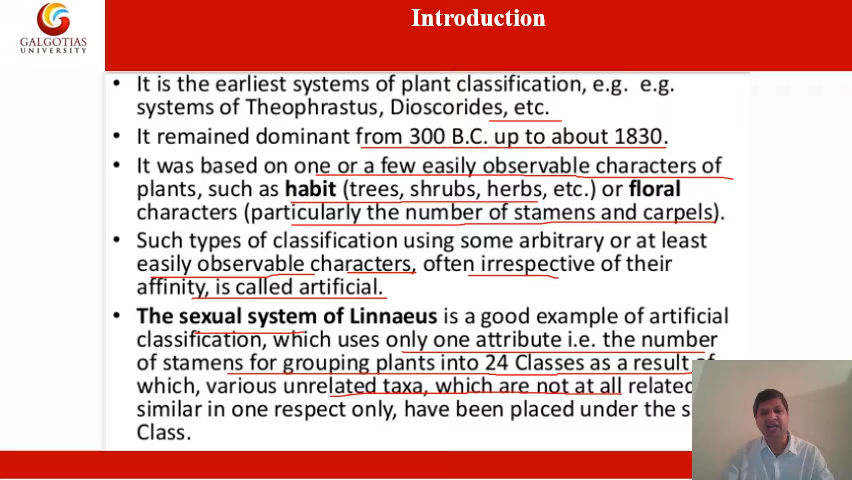 Introduction
GALGOTIAS
UNIVERSITY
• It is the earliest systems of plant classification, e.g. e.g.
systems of Theophrastus, Dioscorides, etc.
• It remained dominant from 300 B.C. up to about 1830.
• It was based on one or a few easily observable characters of
plants, such as habit (trees, shrubs, herbs, etc.) or floral
characters (particularly the number of stamens and carpels).
• Such types of classification using some arbitrary or at least
easily observable characters, often irrespective of their
affinity, is called artificial.
• The sexual system of Linnaeus is a good example of artificial
classification, which uses only one attribute i.e. the number
of stamens for grouping plants into 24 Classes as a result of
which, various unrelated taxa, which are not at all related
similar in one respect only, have been placed under the s
Class.